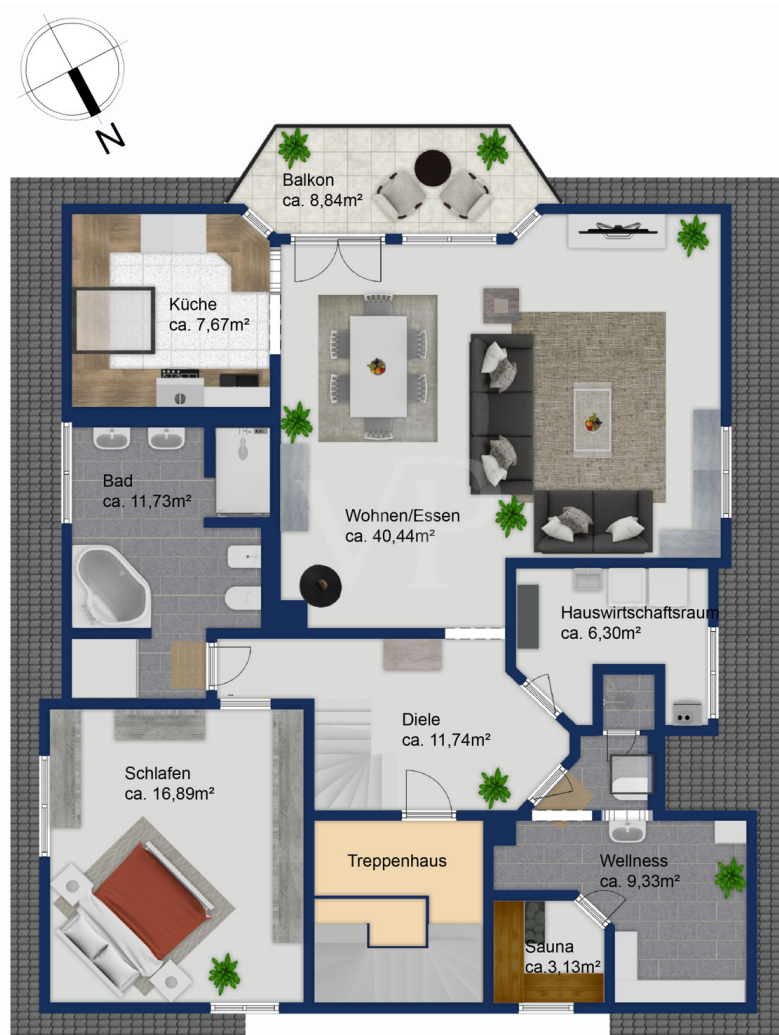 N
Balkon
ca. 8,84m²
Küche
ca. 7,67m²
Bad
ca. 11,73m²
VP
Wohnen/Essen
ca. 40,44m²
Hauswirtschaftsraum
ca. 6,30m²
Diele
ca. 11,74m²
Schlafen
ca. 16,89m²
Treppenhaus
Wellness
ca. 9,33m²
Sauna
ca.3,13m²